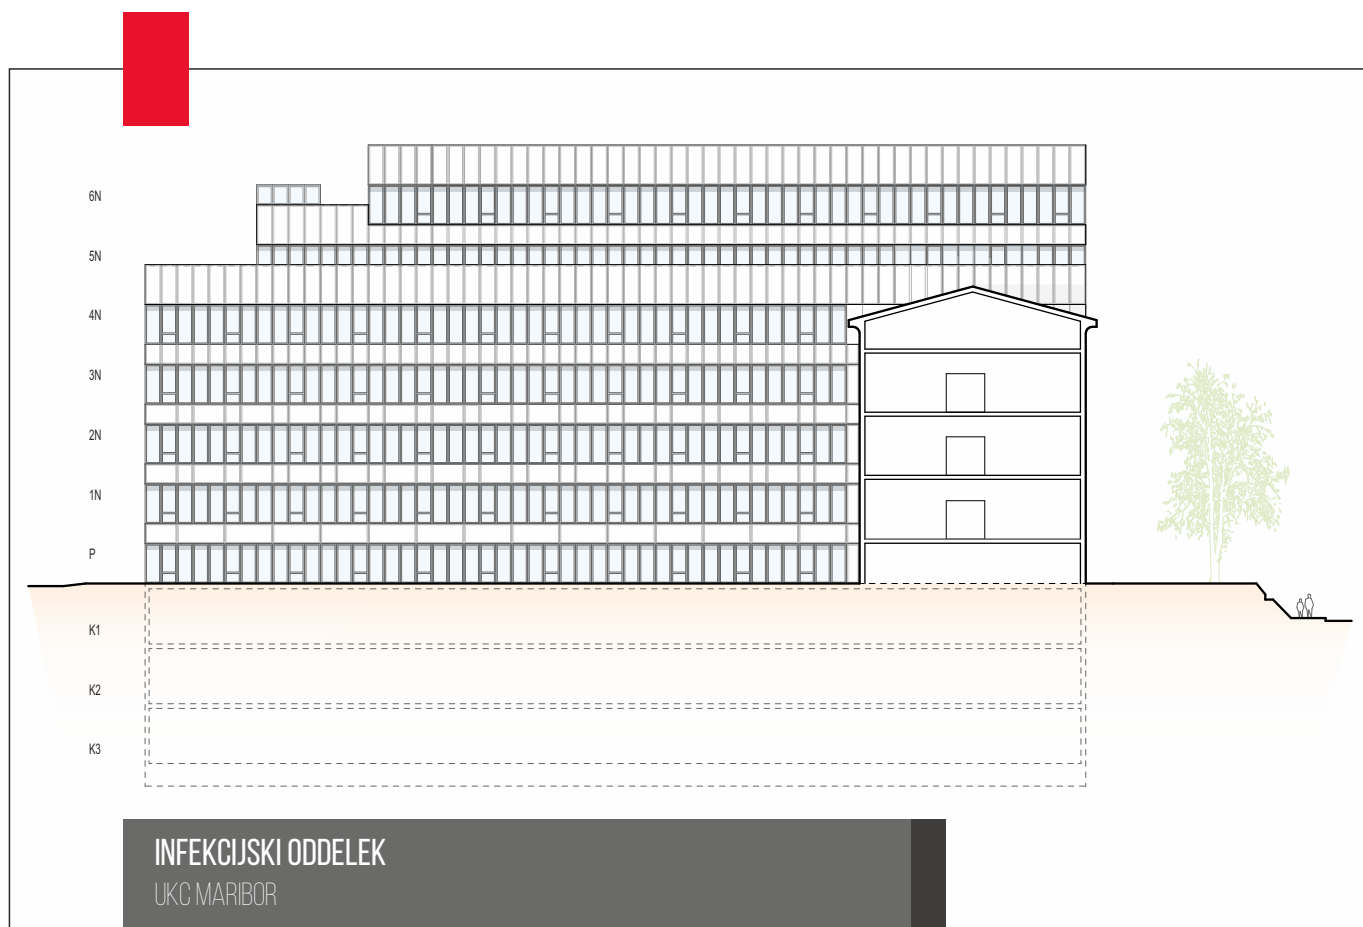 6N
5N
4N
3N
2N
1N
P
K1
K2
K3
INFEKCIJSKI ODDELEK
UKC MARIBOR